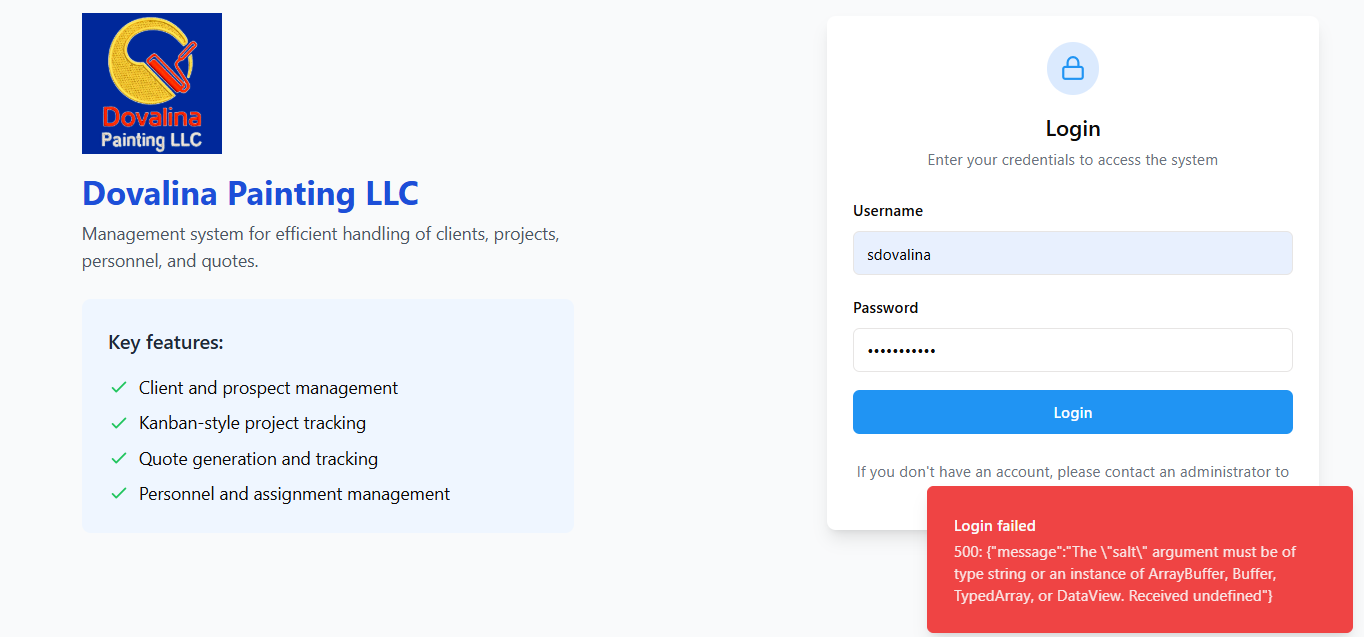 Dovalina
Painting LLC
Dovalina Painting LLC
Management system for efficient handling of clients, projects,
personnel, and quotes.
Key features:
Client and prospect management
Kanban-style project tracking
Quote generation and tracking
Personnel and assignment management
Login
Enter your credentials to access the system
Username
sdovalina
Password
•••••••••••
Login
If you don't have an account, please contact an administrator to
Login failed
500: {"message":"The \"salt\" argument must be of
type string or an instance of ArrayBuffer, Buffer,
TypedArray, or DataView. Received undefined"}